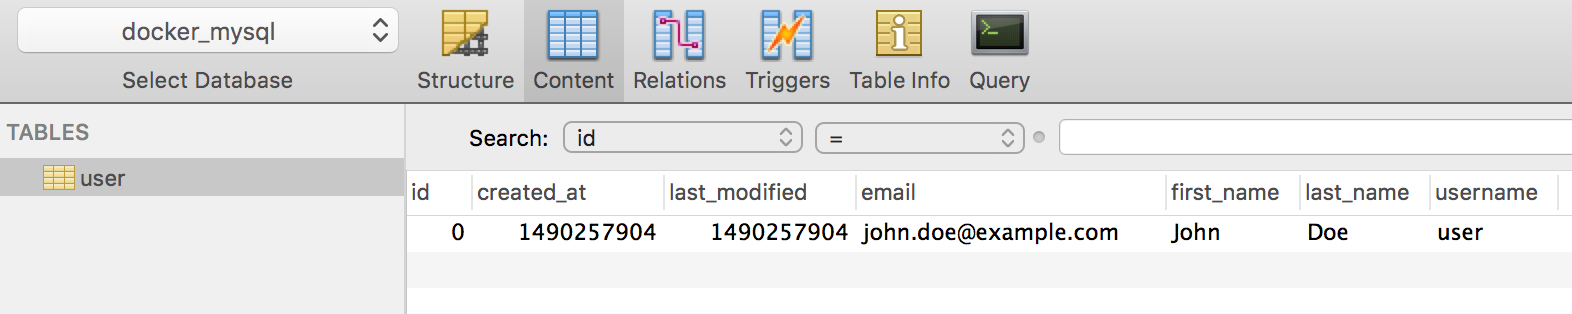 docker_mysql
Select Database
Structure
Content
Relations
Triggers
Table Info
Query
TABLES
user
Search: id =
id created_at last_modified email first_name last_name username
0 1490257904 1490257904 john.doe@example.com John Doe user